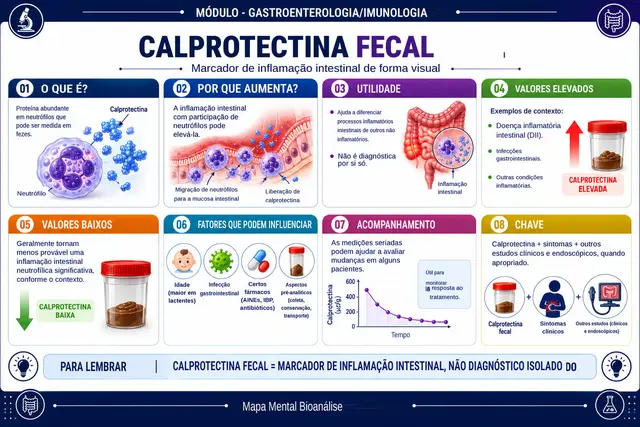 MÓDULO - GASTROENTEROLOGIA/IMUNOLOGIA
CALPROTECTINA FECAL
Marcador de inflamação intestinal de forma visual
01 O QUE É?
Proteína abundante
em neutrófilos que
pode ser medida em
fezes.
Calprotectina
Neutrófilo
02 POR QUE AUMENTA?
A inflamação intestinal
com participação de
neutrófilos pode
elevá-la.
Migração de neutrófilos
para a mucosa intestinal
Liberação de
calprotectina
03 UTILIDADE
• Ajuda a diferenciar
processos inflamatórios
intestinais de outros não
inflamatórios.
• Não é diagnóstica
por si só.
Inflamação
intestinal
04 VALORES ELEVADOS
Exemplos de contexto:
• Doença inflamatória
intestinal (DII).
• Infecções
gastrointestinais.
• Outras condições
inflamatórias.
CALPROTECTINA
ELEVADA
05 VALORES BAIXOS
Geralmente tornam
menos provável uma
inflamação intestinal
neutrofílica significativa,
conforme o contexto.
CALPROTECTINA
BAIXA
06 FATORES QUE PODEM INFLUENCIAR
Idade
(maior em
lactentes)
Infecção
gastrointestinal
Certos
fármacos
(AINEs, IBP,
antibióticos)
Aspectos
pré-analíticos
(coleta,
conservação,
transporte)
07 ACOMPANHAMENTO
As medições seriadas
podem ajudar a avaliar
mudanças em alguns
pacientes.
Calprotectina
(µg/g)
600
400
200
0
Tempo
Útil para
monitorar
a resposta ao
tratamento.
08 CHAVE
Calprotectina + sintomas + outros
estudos clínicos e endoscópicos, quando
apropriado.
Calprotectina
fecal
+
Sintomas
clínicos
+
Outros estudos (clínicos
e endoscópicos)
PARA LEMBRAR | CALPROTECTINA FECAL = MARCADOR DE INFLAMAÇÃO INTESTINAL, NÃO DIAGNÓSTICO ISOLADO DO
Mapa Mental Bioanálise